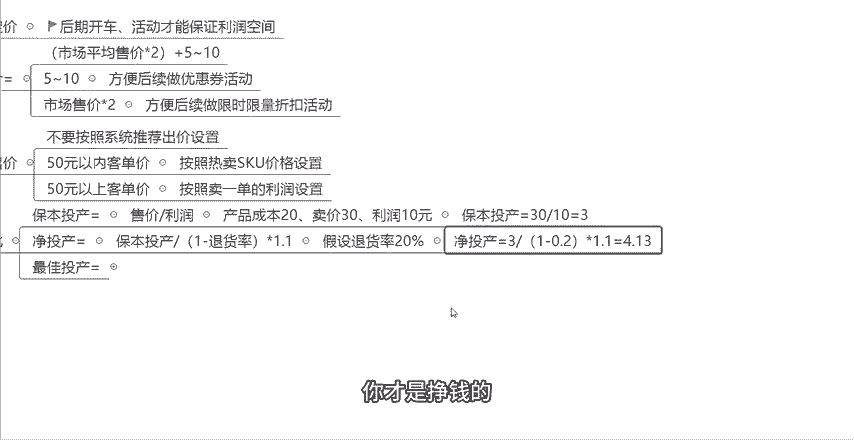 定价 后期开车、活动才能保证利润空间
（市场平均售价*2）+5~10
价= 5~10 方便后续做优惠券活动
市场售价*2 方便后续做限时限量折扣活动
不要按照系统推荐出价设置
出价 50元以内客单价 按照热卖SKU价格设置
50元以上客单价 按照卖一单的利润设置
保本投产= 售价/利润 产品成本20、卖价30、利润10元 保本投产=30/10=3
净投产= 保本投产/（1-退货率）*1.1 假设退货率20% 净投产=3/（1-0.2）*1.1=4.13
最佳投产=
你才是挣钱的